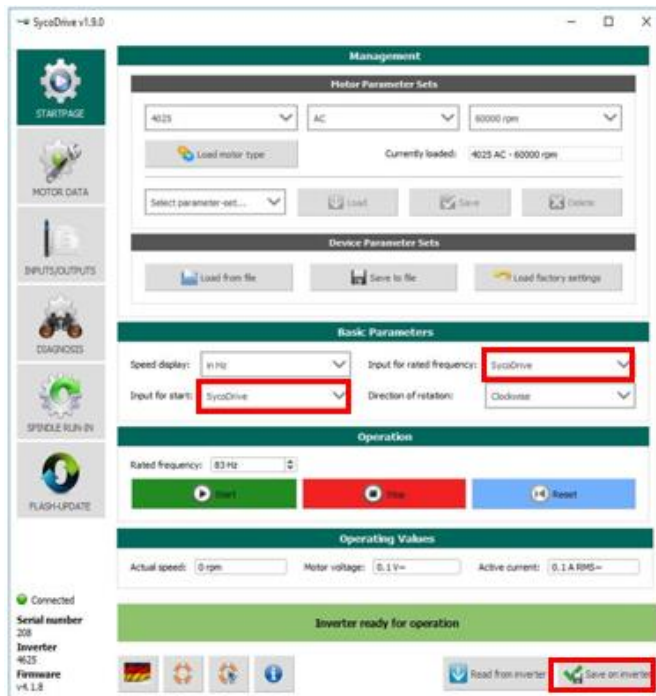 SycoDrive v1.9.0
Management
Motor Parameter Sets
STARTPAGE
4025 AC 60000 rpm
Load motor type Currently loaded: 4025 AC - 60000 rpm
MOTOR DATA
Select parameter-set... Load Save Delete
Device Parameter Sets
INPUTS/OUTPUTS
Load from file Save to file Load factory settings
Basic Parameters
DIAGNOSIS
Speed display: in Hz Input for rated frequency: SycoDrive
Input for start: SycoDrive Direction of rotation: Clockwise
SPINDLE RUN-IN
Operation
Rated frequency: 83 Hz
Start Stop Reset
FLASH-UPDATE
Operating Values
Actual speed: 0 rpm Motor voltage: 0.1 V~ Active current: 0.1 A RMS~
Connected
Serial number
208
Inverter ready for operation
Inverter
4625
Firmware
v4.1.8
Read from inverter Save on inverter